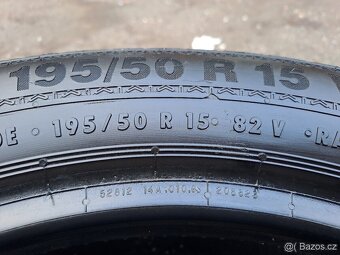 195/50 R 15
DE · 195/50 R 15 · 82 V · RA
© Bazos.cz